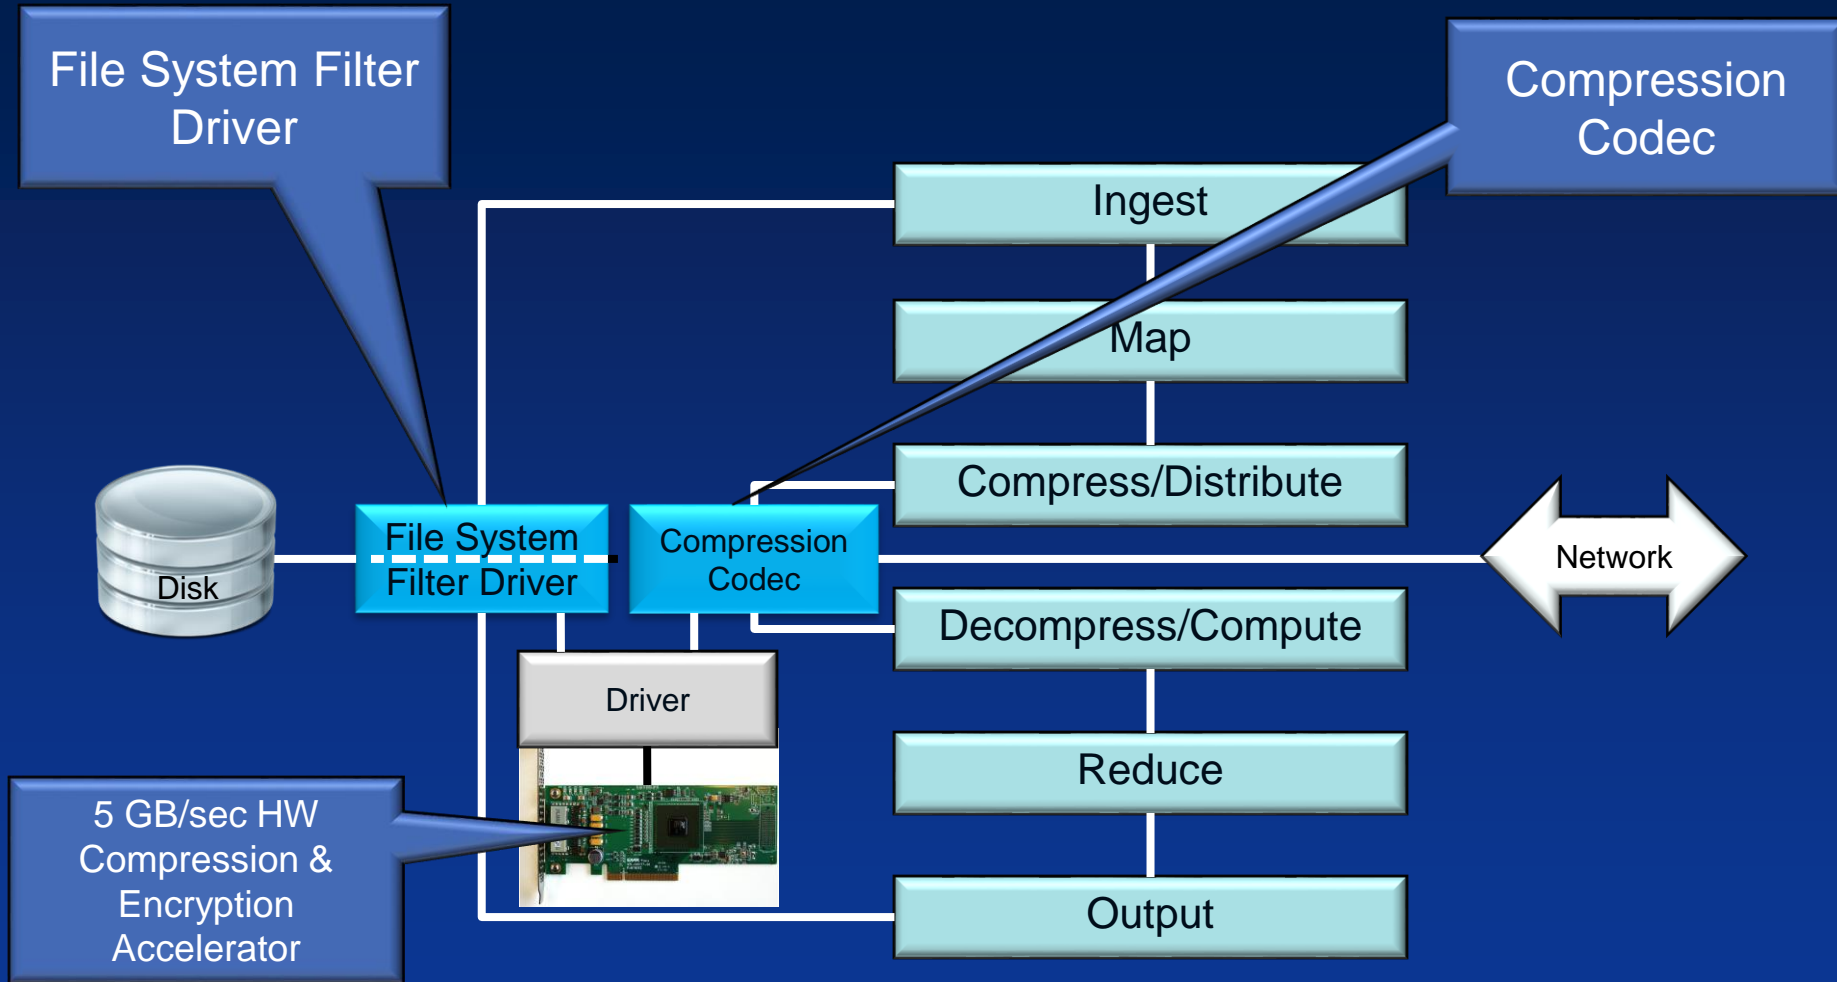 File System Filter
Driver
Compression
Codec
Ingest
Map
Compress/Distribute
Disk
File System
Filter Driver
Compression
Codec
Network
Decompress/Compute
Driver
Reduce
5 GB/sec HW
Compression &
Encryption
Accelerator
Output